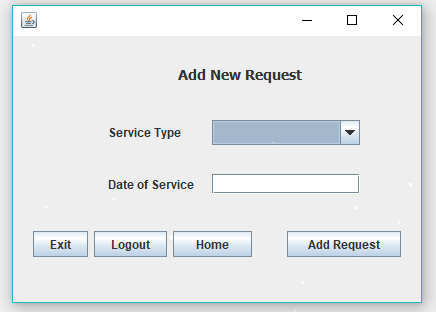 Add New Request
Service Type
Date of Service
Exit Logout Home Add Request